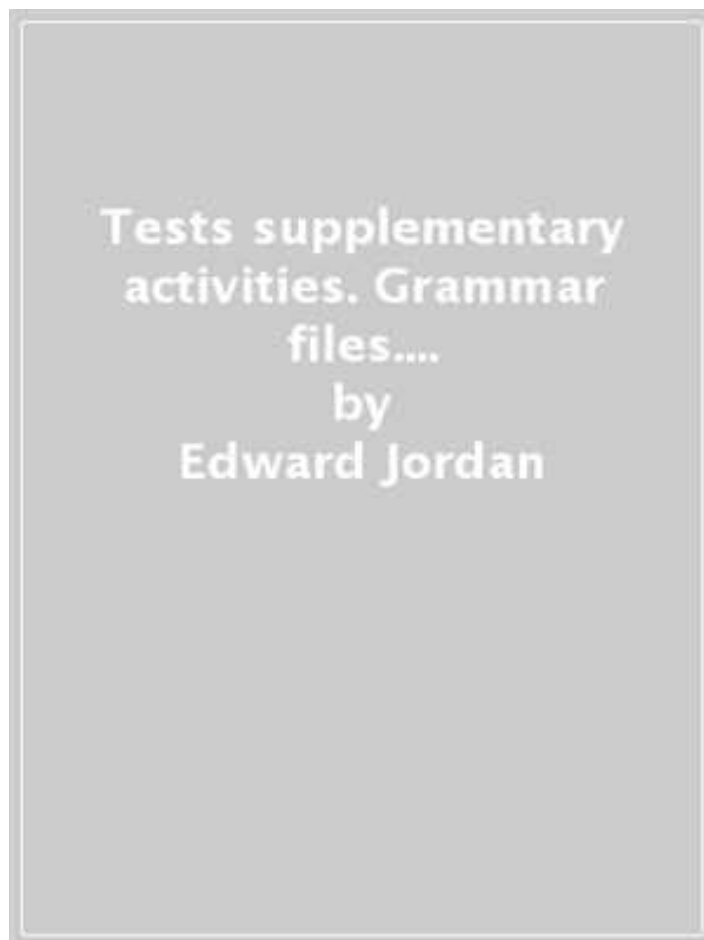 Tests supplementary
activities. Grammar
files....
by
Edward Jordan